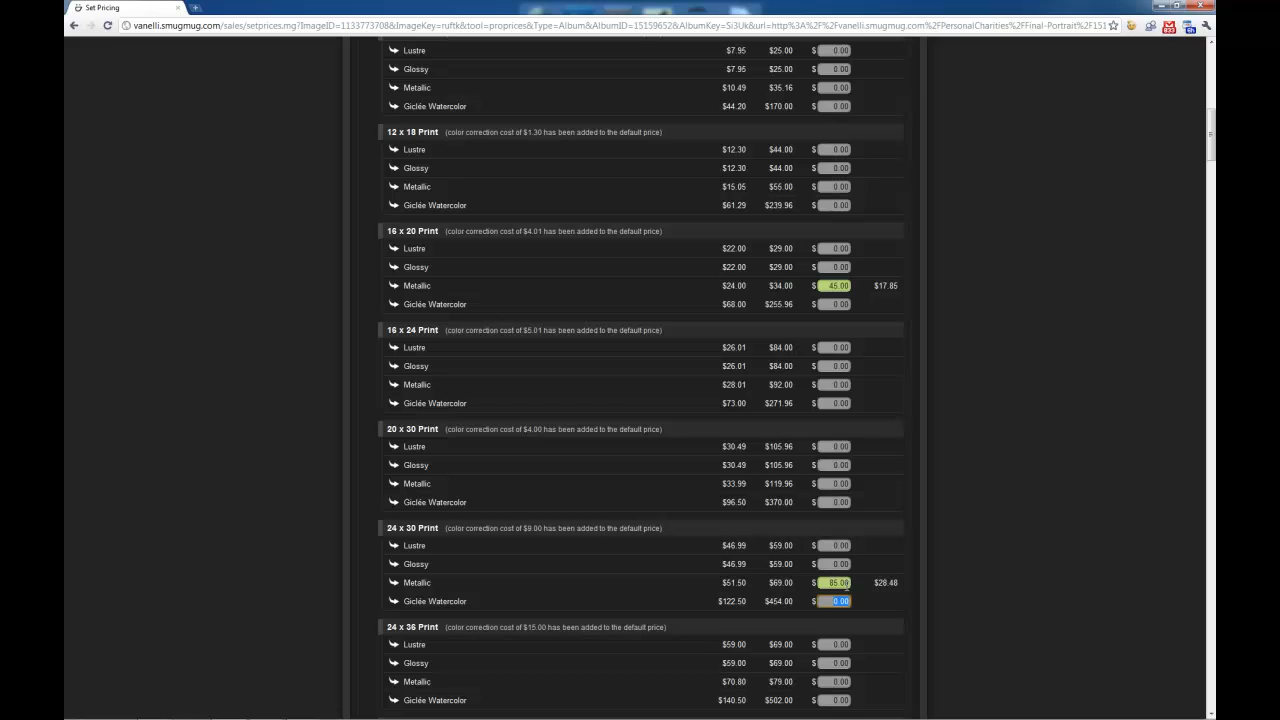 Set Pricing
vanelli.smugmug.com/sales/setprices.mg?ImageID=1133773708&ImageKey=ruftk&tool=proprices&Type=Album&AlbumID=15159652&AlbumKey=Si3Uk&url=http%3A%2F%2Fvanelli.smugmug.com%2FPersonalCharities%2FFinal-Portrait%2F151
833
Lustre $7.95 $25.00 $ 0.00
Glossy $7.95 $25.00 $ 0.00
Metallic $10.49 $35.16 $ 0.00
Giclée Watercolor $44.20 $170.00 $ 0.00
12 x 18 Print (color correction cost of $1.30 has been added to the default price)
Lustre $12.30 $44.00 $ 0.00
Glossy $12.30 $44.00 $ 0.00
Metallic $15.05 $55.00 $ 0.00
Giclée Watercolor $61.29 $239.96 $ 0.00
16 x 20 Print (color correction cost of $4.01 has been added to the default price)
Lustre $22.00 $29.00 $ 0.00
Glossy $22.00 $29.00 $ 0.00
Metallic $24.00 $34.00 $ 45.00 $17.85
Giclée Watercolor $68.00 $255.96 $ 0.00
16 x 24 Print (color correction cost of $5.01 has been added to the default price)
Lustre $26.01 $84.00 $ 0.00
Glossy $26.01 $84.00 $ 0.00
Metallic $28.01 $92.00 $ 0.00
Giclée Watercolor $73.00 $271.96 $ 0.00
20 x 30 Print (color correction cost of $4.00 has been added to the default price)
Lustre $30.49 $105.96 $ 0.00
Glossy $30.49 $105.96 $ 0.00
Metallic $33.99 $119.96 $ 0.00
Giclée Watercolor $96.50 $370.00 $ 0.00
24 x 30 Print (color correction cost of $9.00 has been added to the default price)
Lustre $46.99 $59.00 $ 0.00
Glossy $46.99 $59.00 $ 0.00
Metallic $51.50 $69.00 $ 85.00 $28.48
Giclée Watercolor $122.50 $454.00 $ 0.00
24 x 36 Print (color correction cost of $15.00 has been added to the default price)
Lustre $59.00 $69.00 $ 0.00
Glossy $59.00 $69.00 $ 0.00
Metallic $70.80 $79.00 $ 0.00
Giclée Watercolor $140.50 $502.00 $ 0.00